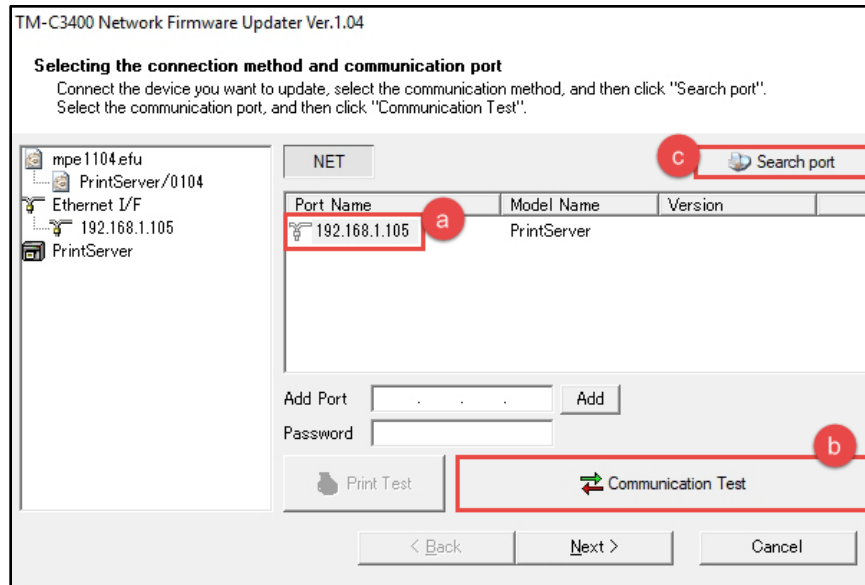 TM-C3400 Network Firmware Updater Ver.1.04
Selecting the connection method and communication port
Connect the device you want to update, select the communication method, and then click "Search port".
Select the communication port, and then click "Communication Test".
mpe1104.efu
PrintServer/0104
Ethernet I/F
192.168.1.105
PrintServer
NET
c
Search port
Port Name Model Name Version
192.168.1.105 a PrintServer
Add Port . . . Add
Password
b
Print Test Communication Test
< Back Next > Cancel